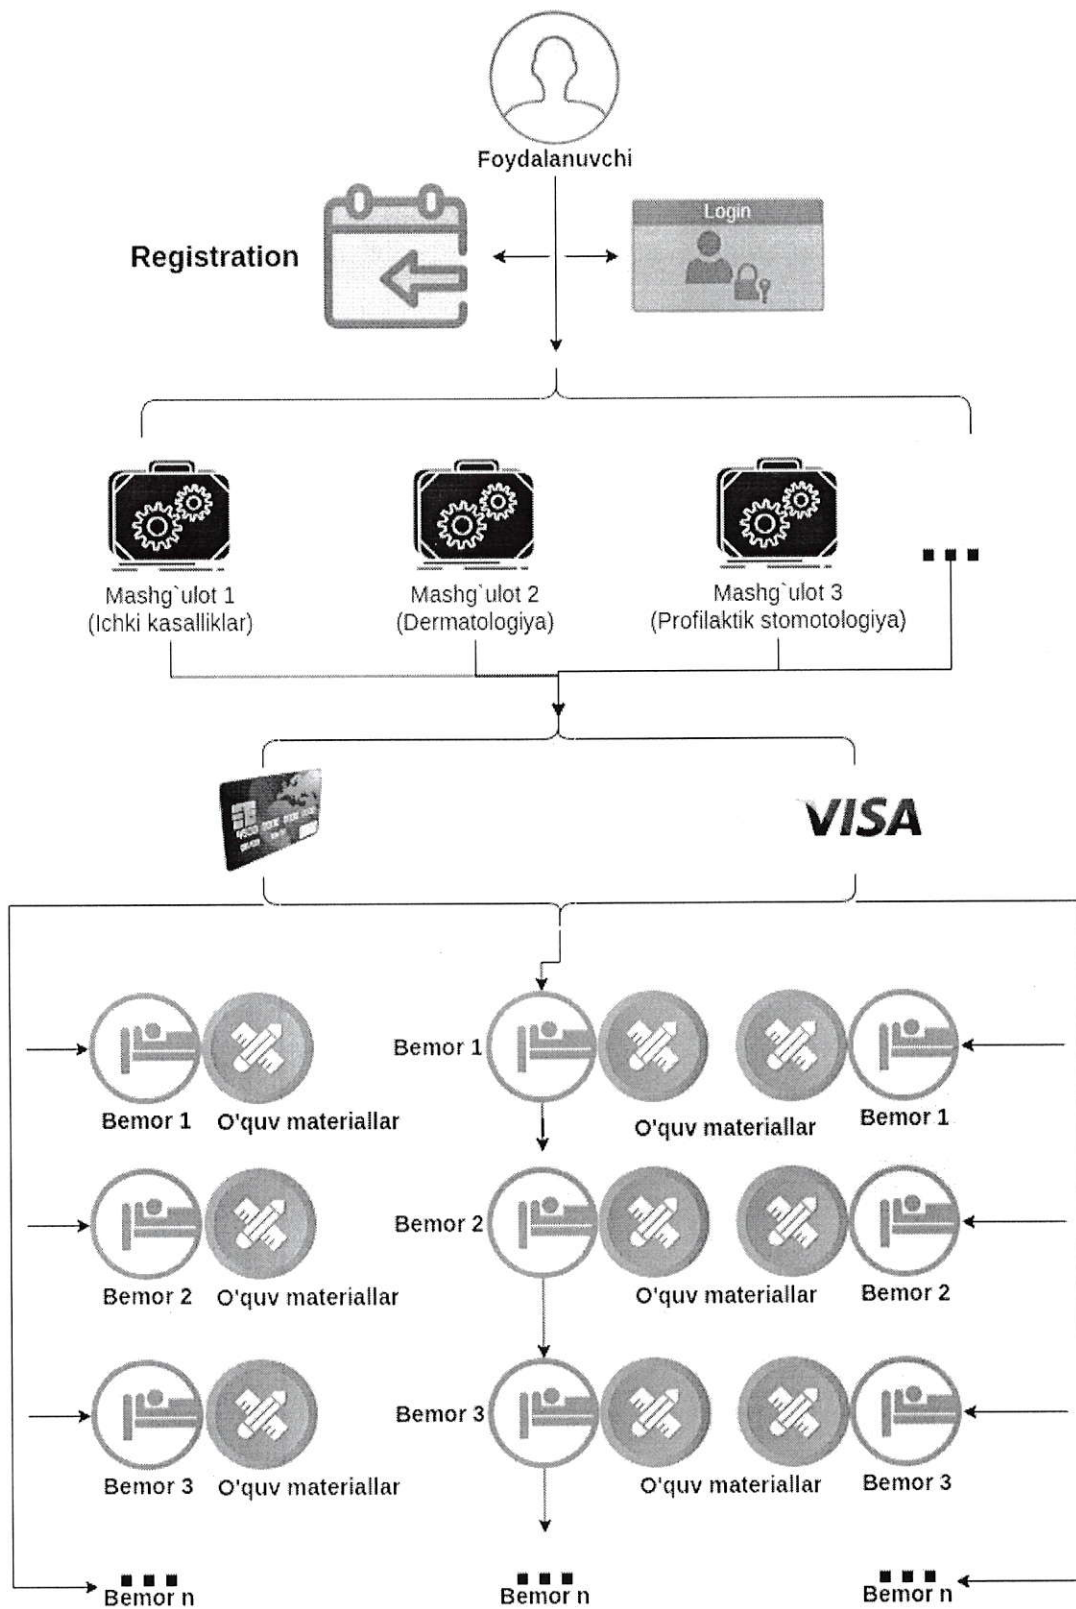 Foydalanuvchi
Registration
Login
Mashg`ulot 1
(Ichki kasalliklar)
Mashg`ulot 2
(Dermatologiya)
Mashg`ulot 3
(Profilaktik stomotologiya)
VISA
Bemor 1
O'quv materiallar
Bemor 1
O'quv materiallar
Bemor 1
Bemor 2
O'quv materiallar
Bemor 2
O'quv materiallar
Bemor 2
Bemor 3
O'quv materiallar
Bemor 3
O'quv materiallar
Bemor 3
Bemor n
Bemor n
Bemor n